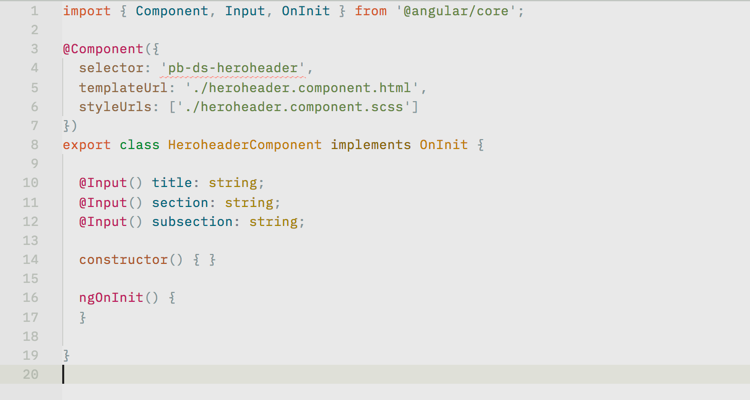 1 import { Component, Input, OnInit } from '@angular/core';
2
3 @Component({
4   selector: 'pb-ds-heroheader',
5   templateUrl: './heroheader.component.html',
6   styleUrls: ['./heroheader.component.scss']
7 })
8 export class HeroheaderComponent implements OnInit {
9
10   @Input() title: string;
11   @Input() section: string;
12   @Input() subsection: string;
13
14   constructor() { }
15
16   ngOnInit() {
17   }
18
19 }
20